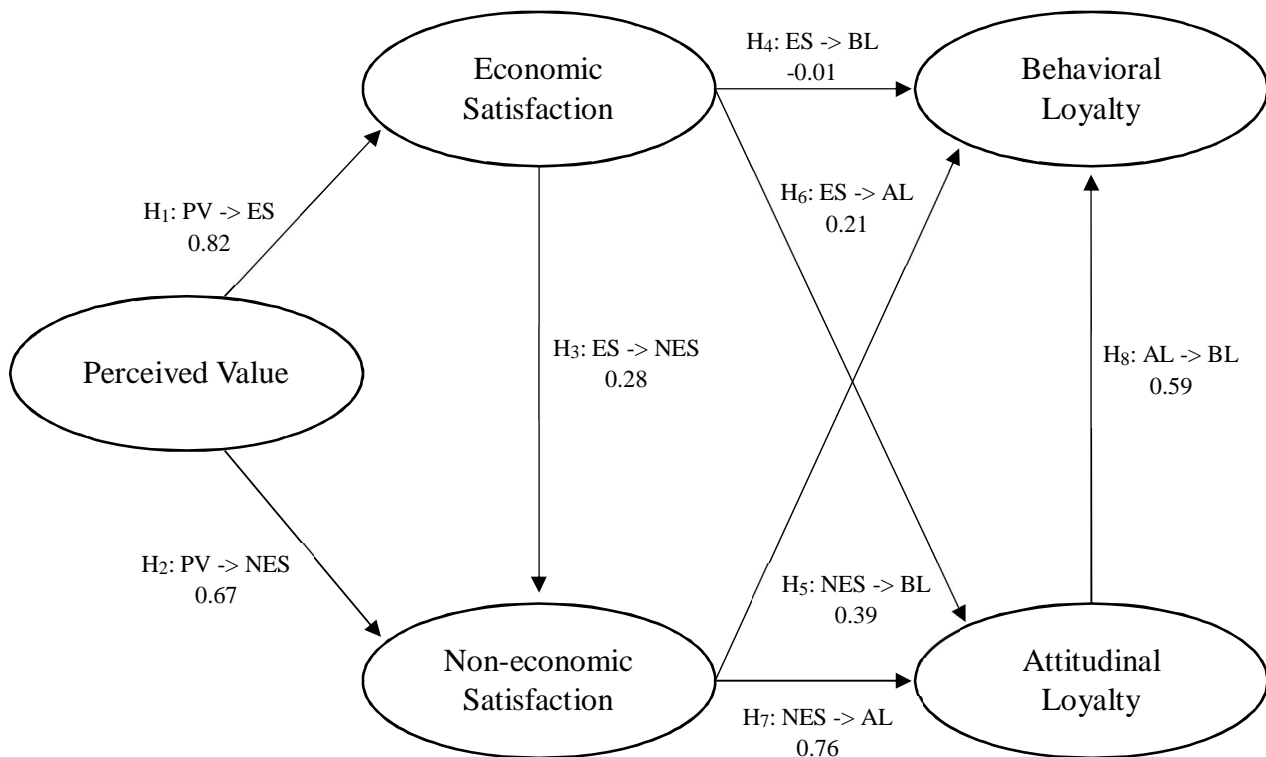 Economic
Satisfaction
H₄: ES -> BL
-0.01
Behavioral
Loyalty
H₁: PV -> ES
0.82
H₆: ES -> AL
0.21
Perceived Value
H₃: ES -> NES
0.28
H₈: AL -> BL
0.59
H₂: PV -> NES
0.67
H₅: NES -> BL
0.39
Non-economic
Satisfaction
H₇: NES -> AL
0.76
Attitudinal
Loyalty